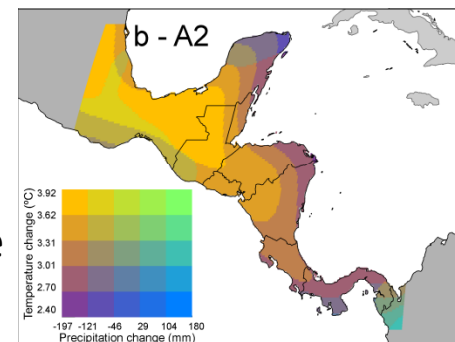 b - A2
e
Temperature change (ºC)
3.92
3.62
3.31
3.01
2.70
2.40
-197 -121 -46 29 104 180
Precipitation change (mm)